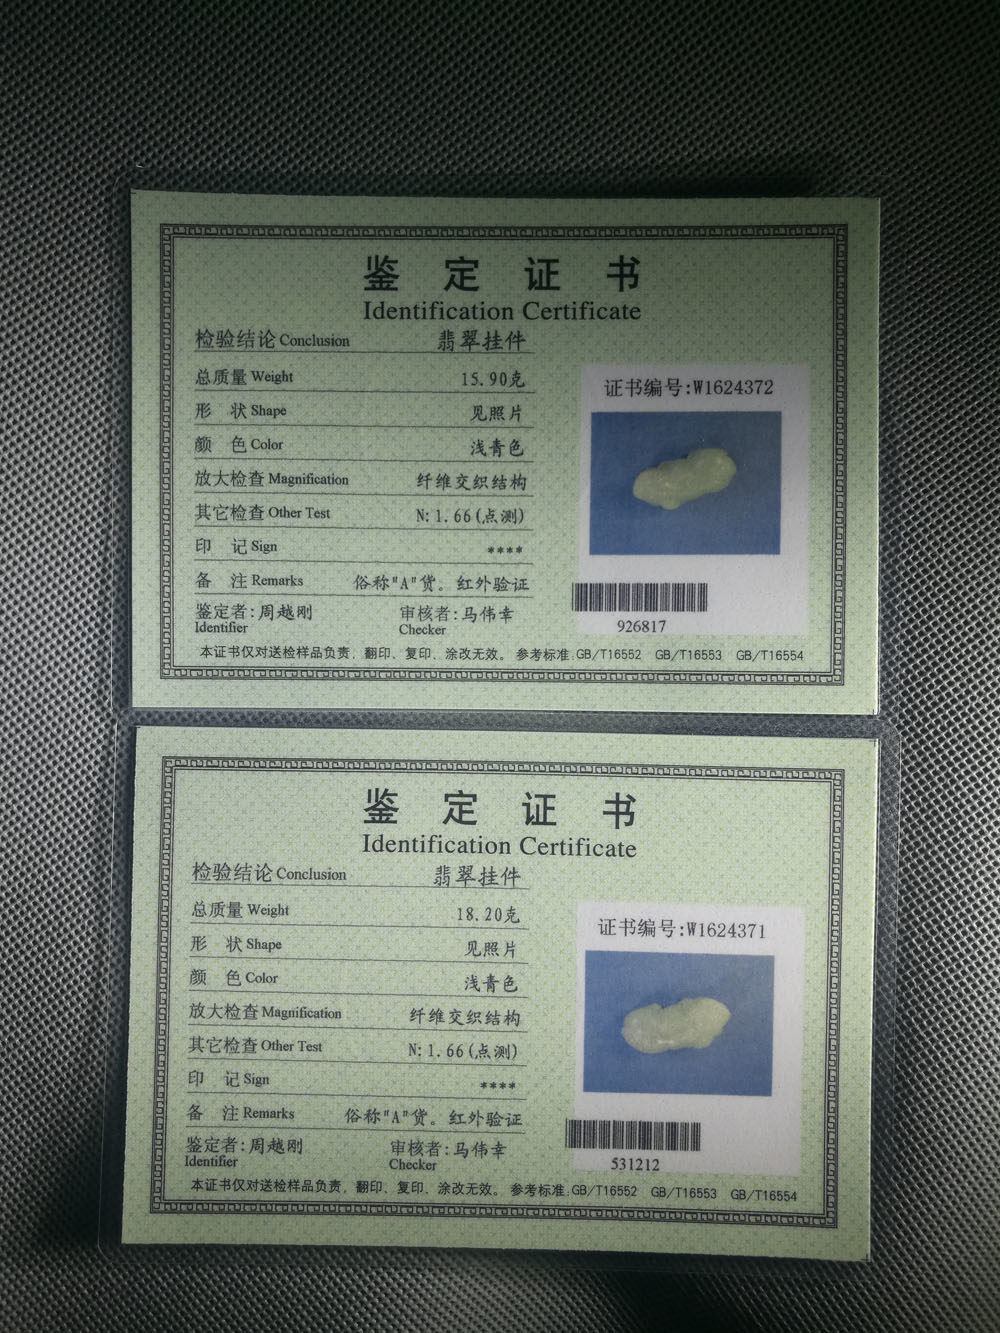 鉴定证书
Identification Certificate
检验结论 Conclusion 翡翠挂件
总质量 Weight 15.90克
形 状 Shape 见照片
颜 色 Color 浅青色
放大检查 Magnification 纤维交织结构
其它检查 Other Test N:1.66(点测)
印 记 Sign ****
备 注 Remarks 俗称"A"货。红外验证
鉴定者:周越刚 审核者:马伟幸
Identifier Checker
证书编号:W1624372
926817
本证书仅对送检样品负责，翻印、复印、涂改无效。参考标准:GB/T16552 GB/T16553 GB/T16554
鉴定证书
Identification Certificate
检验结论 Conclusion 翡翠挂件
总质量 Weight 18.20克
形 状 Shape 见照片
颜 色 Color 浅青色
放大检查 Magnification 纤维交织结构
其它检查 Other Test N:1.66(点测)
印 记 Sign ****
备 注 Remarks 俗称"A"货。红外验证
鉴定者:周越刚 审核者:马伟幸
Identifier Checker
证书编号:W1624371
531212
本证书仅对送检样品负责，翻印、复印、涂改无效。参考标准:GB/T16552 GB/T16553 GB/T16554